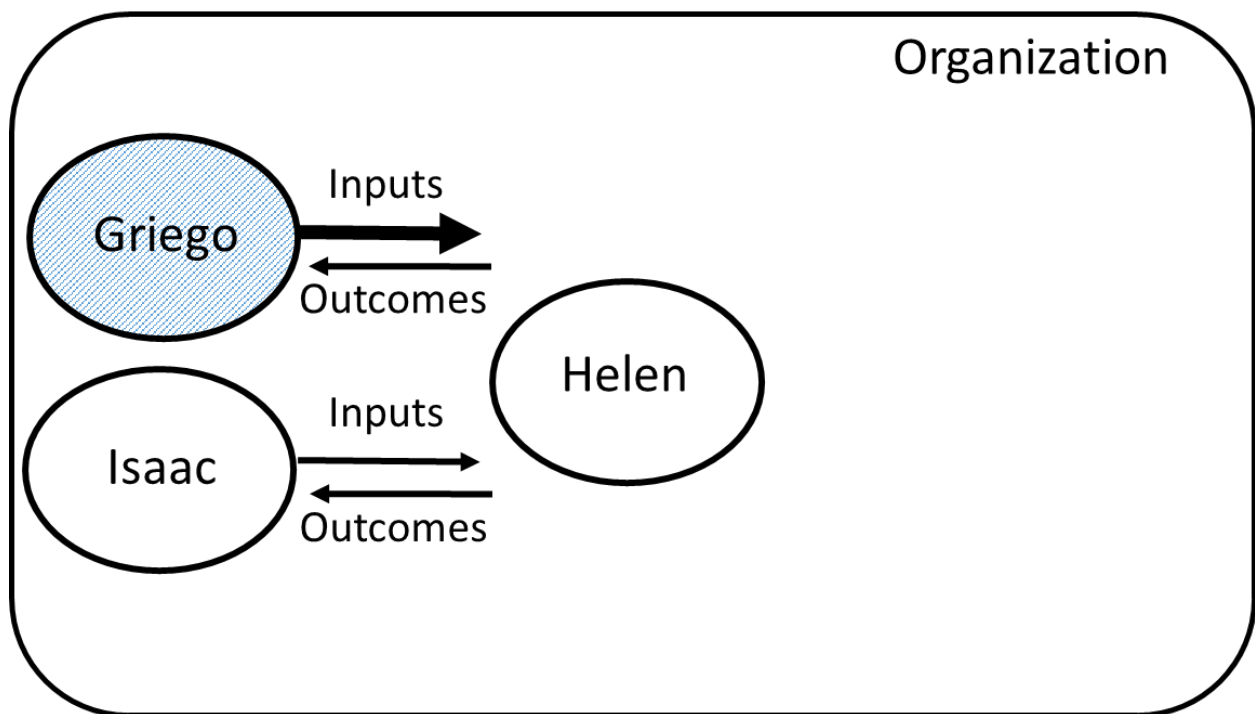 Organization
Inputs
Griego
Outcomes
Helen
Inputs
Isaac
Outcomes